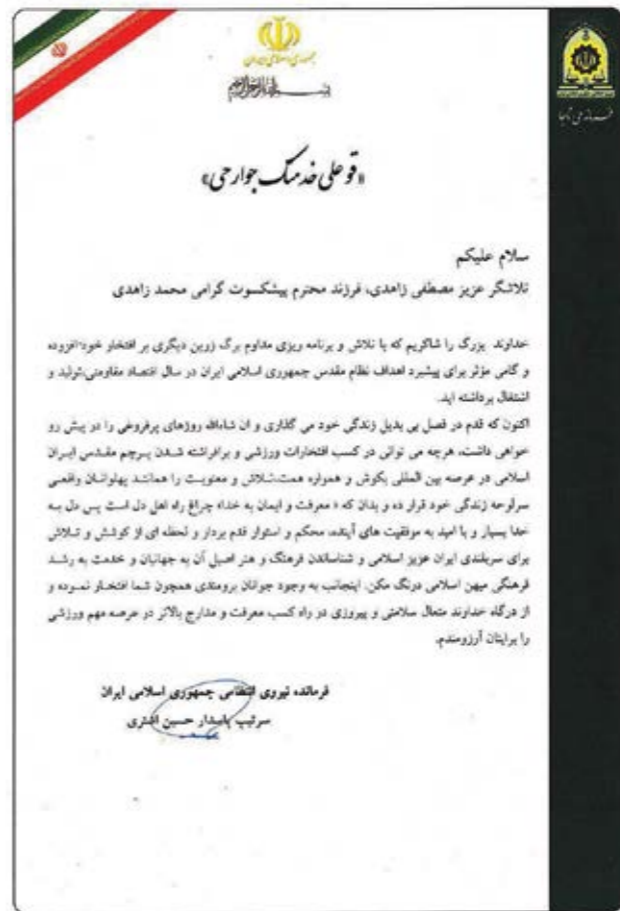 جمهوری اسلامی ایران
فرماندهی ناجا
«قو علی خدمتک جوارحی»
سلام علیکم
تلاشگر عزیز مصطفی زاهدی، فرزند محترم پیشکسوت گرامی محمد زاهدی
خداوند بزرگ را شاکریم که با تلاش و برنامه ریزی مداوم برگ زرین دیگری بر افتخار خود افزوده
و گامی مؤثر برای پیشبرد اهداف نظام مقدس جمهوری اسلامی ایران در سال اقتصاد مقاومتی،تولید و
اشتغال برداشته اید.
اکنون که قدم در فصل بی بدیل زندگی خود می گذاری و ان شاءالله روزهای پرفروغی را در پیش رو
خواهی داشت، هرچه می توانی در کسب افتخارات ورزشی و برافراشته شدن پرچم مقدس ایران
اسلامی در عرصه بین المللی بکوش و همواره همت،تلاش و معنویت را همانند پهلوانان واقعی
سرلوحه زندگی خود قرار ده و بدان که « معرفت و ایمان به خدا» چراغ راه اهل دل است پس دل به
خدا بسپار و با امید به موفقیت های آینده، محکم و استوار قدم بردار و لحظه ای از کوشش و تلاش
برای سربلندی ایران عزیز اسلامی و شناساندن فرهنگ و هنر اصیل آن به جهانیان و خدمت به رشد
فرهنگی میهن اسلامی درنگ مکن. اینجانب به وجود جوانان برومندی همچون شما افتخار نموده و
از درگاه خداوند متعال سلامتی و پیروزی در راه کسب معرفت و مدارج بالاتر در عرصه مهم ورزشی
را برایتان آرزومندم.
فرمانده نیروی انتظامی جمهوری اسلامی ایران
سرتیپ پاسدار حسین اشتری